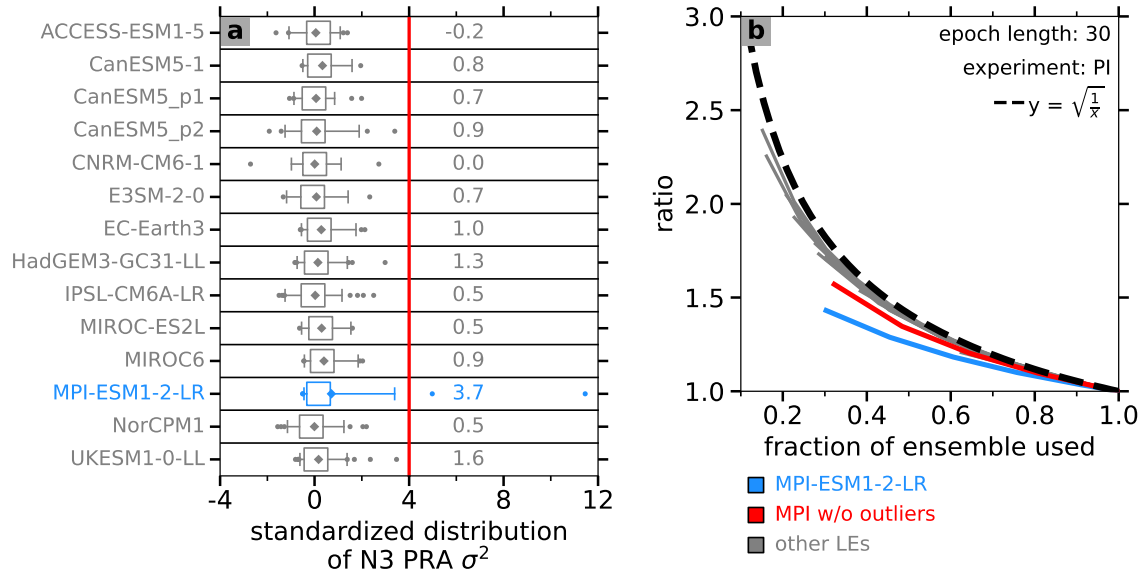 a
ACCESS-ESM1-5 -0.2
CanESM5-1 0.8
CanESM5_p1 0.7
CanESM5_p2 0.9
CNRM-CM6-1 0.0
E3SM-2-0 0.7
EC-Earth3 1.0
HadGEM3-GC31-LL 1.3
IPSL-CM6A-LR 0.5
MIROC-ES2L 0.5
MIROC6 0.9
MPI-ESM1-2-LR 3.7
NorCPM1 0.5
UKESM1-0-LL 1.6
-4 0 4 8 12
standardized distribution
of N3 PRA σ²
b
epoch length: 30
experiment: PI
y = √(1/x)
3.0
2.5
2.0
1.5
1.0
ratio
0.2 0.4 0.6 0.8 1.0
fraction of ensemble used
MPI-ESM1-2-LR
MPI w/o outliers
other LEs